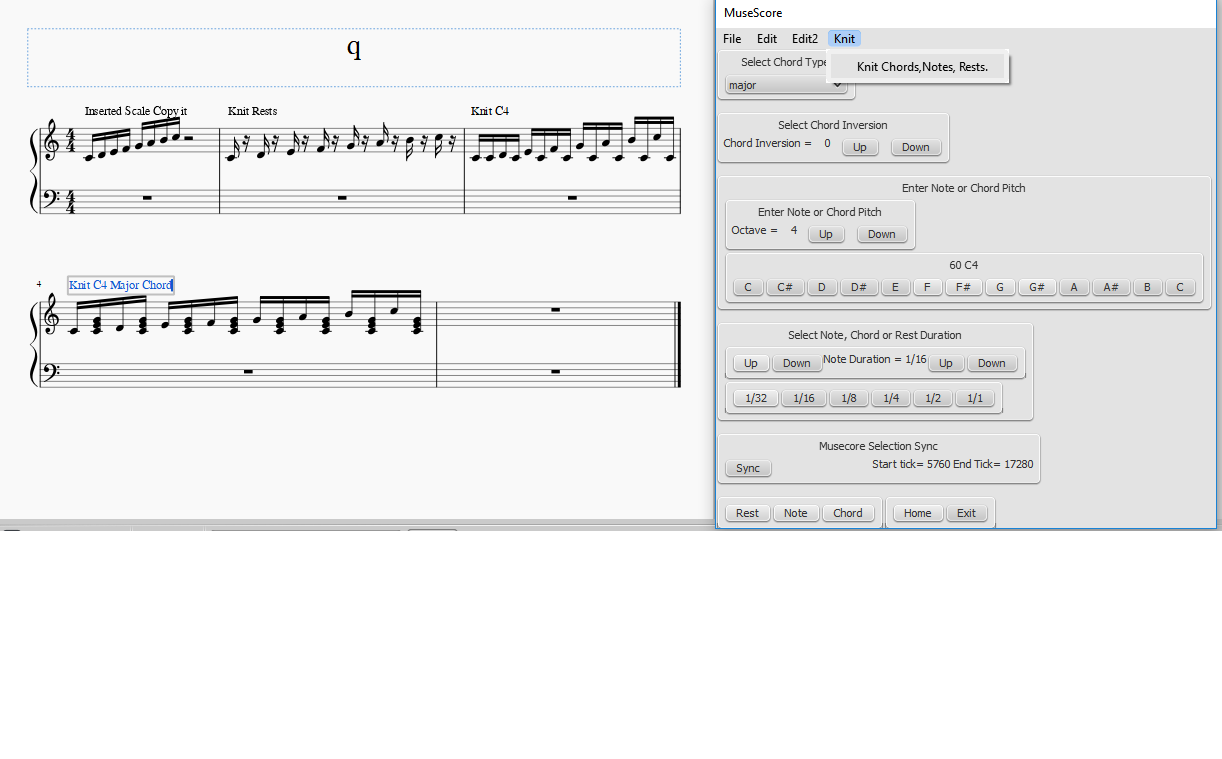 q
Inserted Scale Copy it
Knit Rests
Knit C4
4
4
4
4
4
Knit C4 Major Chord
MuseScore
File Edit Edit2 Knit
Knit Chords,Notes, Rests.
Select Chord Type
major
Select Chord Inversion
Chord Inversion = 0 Up Down
Enter Note or Chord Pitch
Enter Note or Chord Pitch
Octave = 4 Up Down
60 C4
C C# D D# E F F# G G# A A# B C
Select Note, Chord or Rest Duration
Up Down Note Duration = 1/16 Up Down
1/32 1/16 1/8 1/4 1/2 1/1
Musecore Selection Sync
Sync Start tick= 5760 End Tick= 17280
Rest Note Chord Home Exit